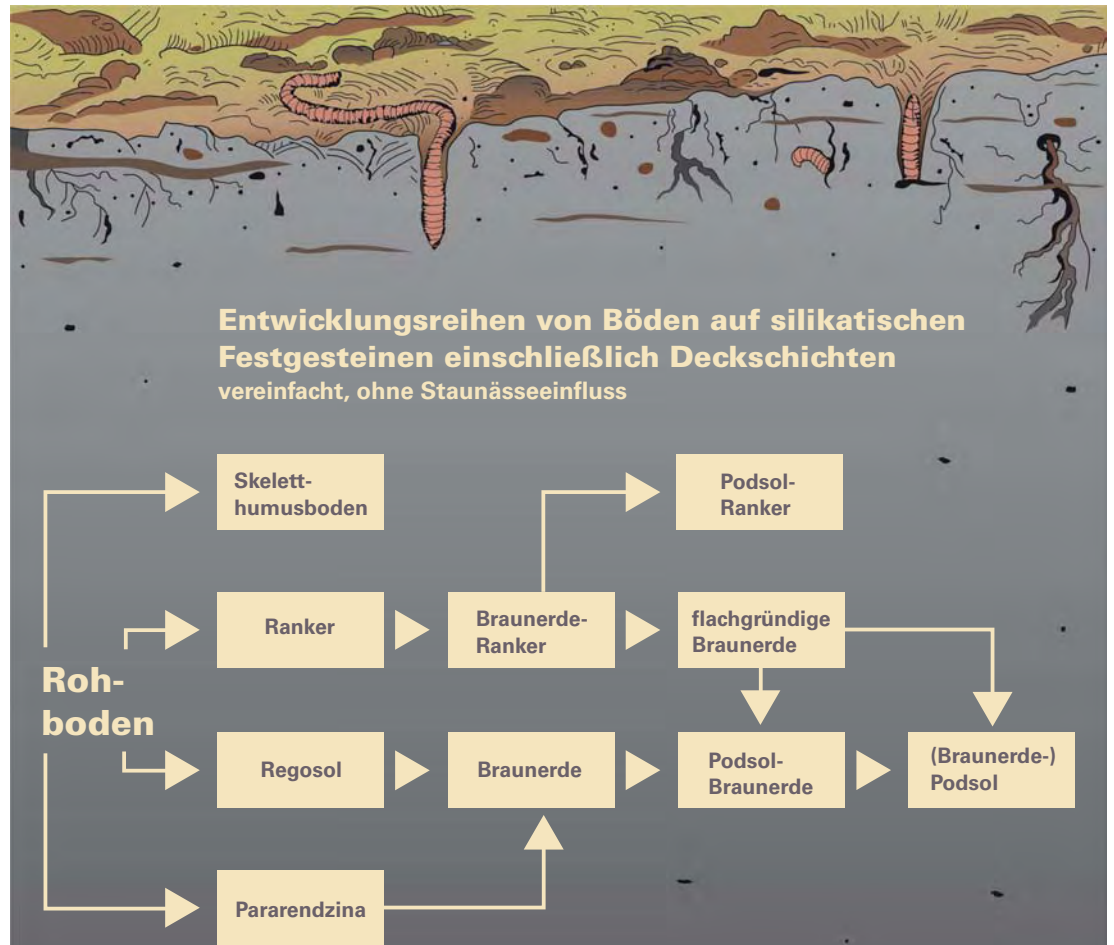 Entwicklungsreihen von Böden auf silikatischen
Festgesteinen einschließlich Deckschichten
vereinfacht, ohne Staunässeeinfluss
Skelett-
humusboden
Podsol-
Ranker
Ranker
Braunerde-
Ranker
flachgründige
Braunerde
Roh-
boden
Regosol
Braunerde
Podsol-
Braunerde
(Braunerde-)
Podsol
Pararendzina